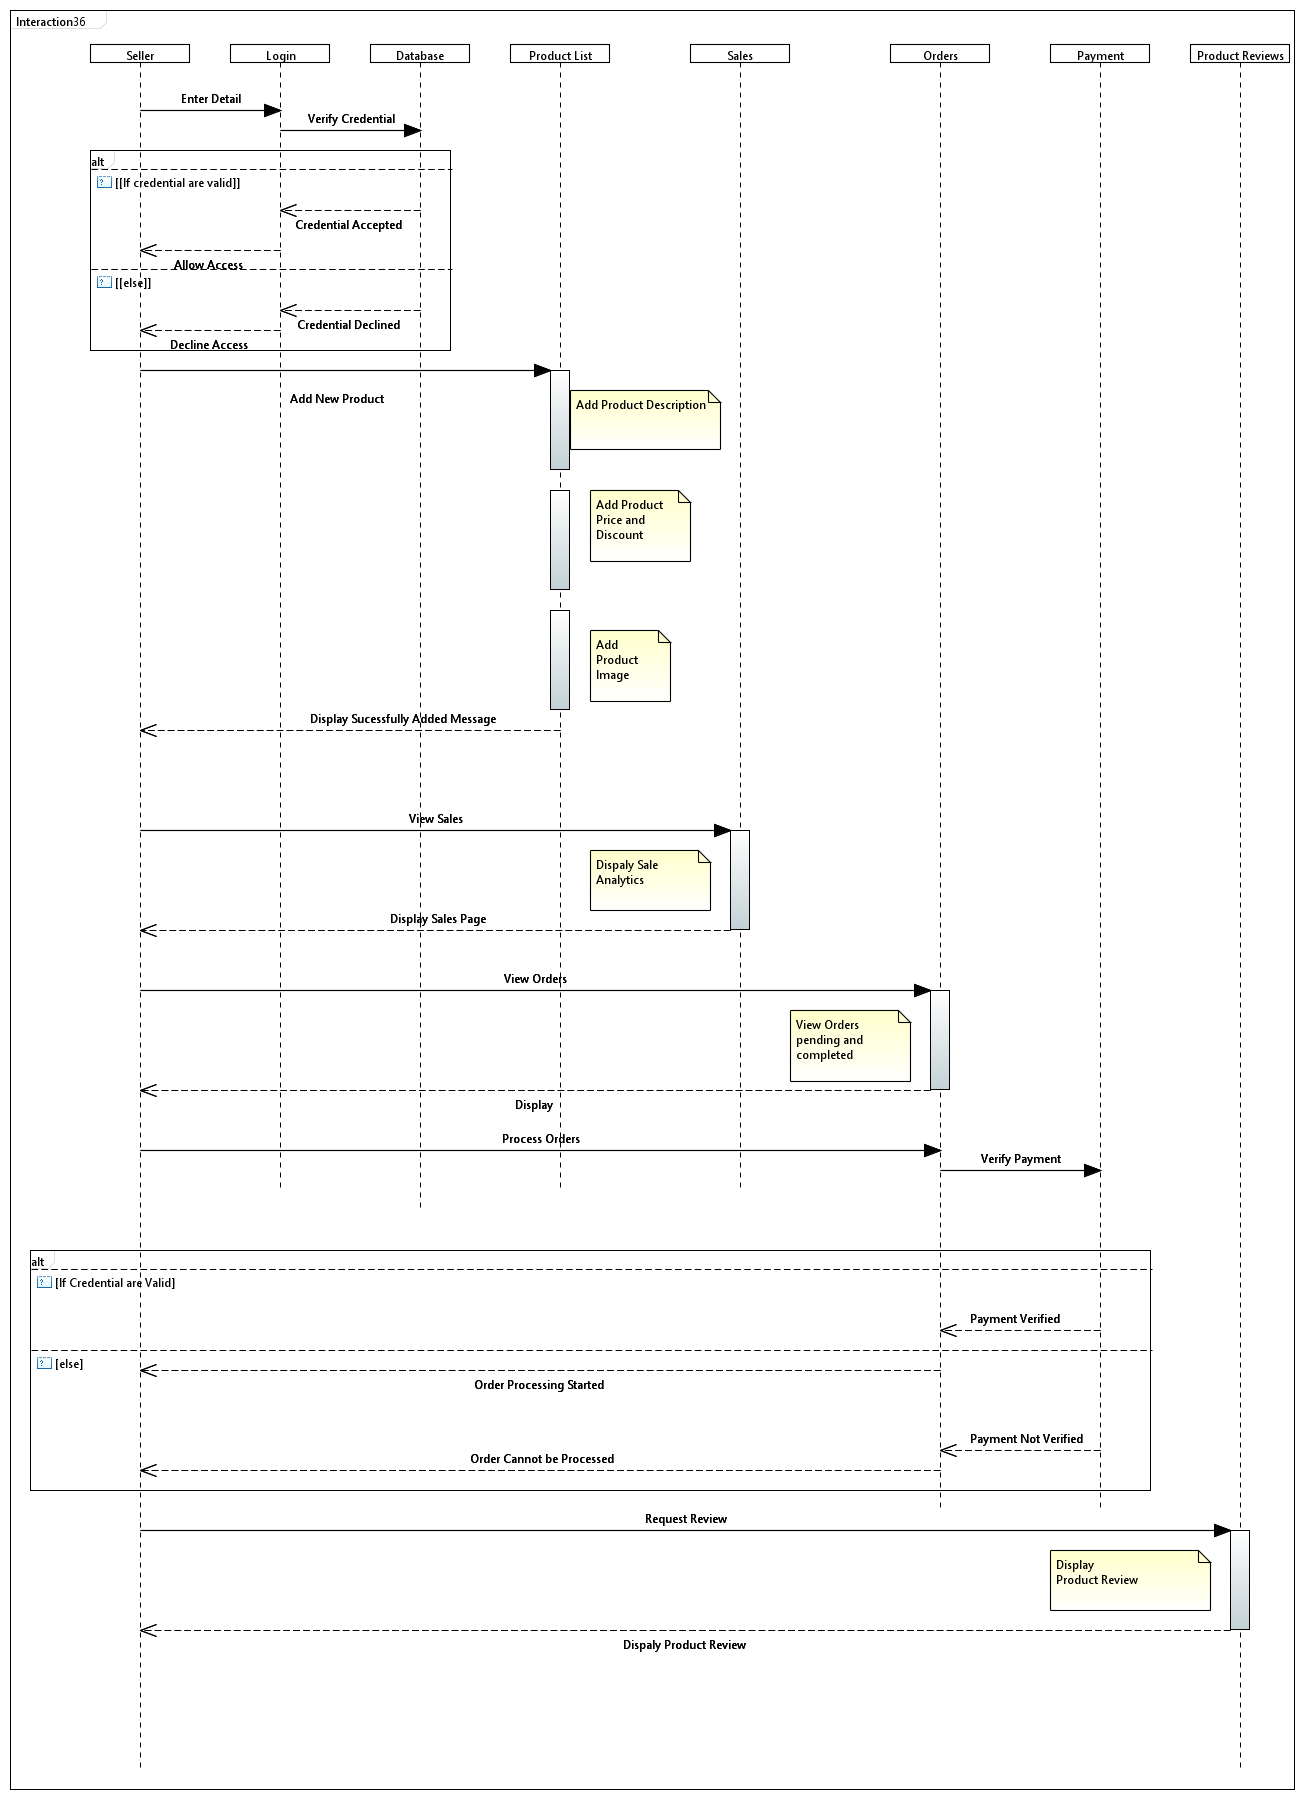 Interaction36
Seller
Login
Database
Product List
Sales
Orders
Payment
Product Reviews
Enter Detail
Verify Credential
alt
[[If credential are valid]]
Credential Accepted
Allow Access
[[else]]
Credential Declined
Decline Access
Add New Product
Add Product Description
Add Product
Price and
Discount
Add
Product
Image
Display Sucessfully Added Message
View Sales
Dispaly Sale
Analytics
Display Sales Page
View Orders
View Orders
pending and
completed
Display
Process Orders
Verify Payment
alt
[If Credential are Valid]
Payment Verified
[else]
Order Processing Started
Payment Not Verified
Order Cannot be Processed
Request Review
Display
Product Review
Dispaly Product Review